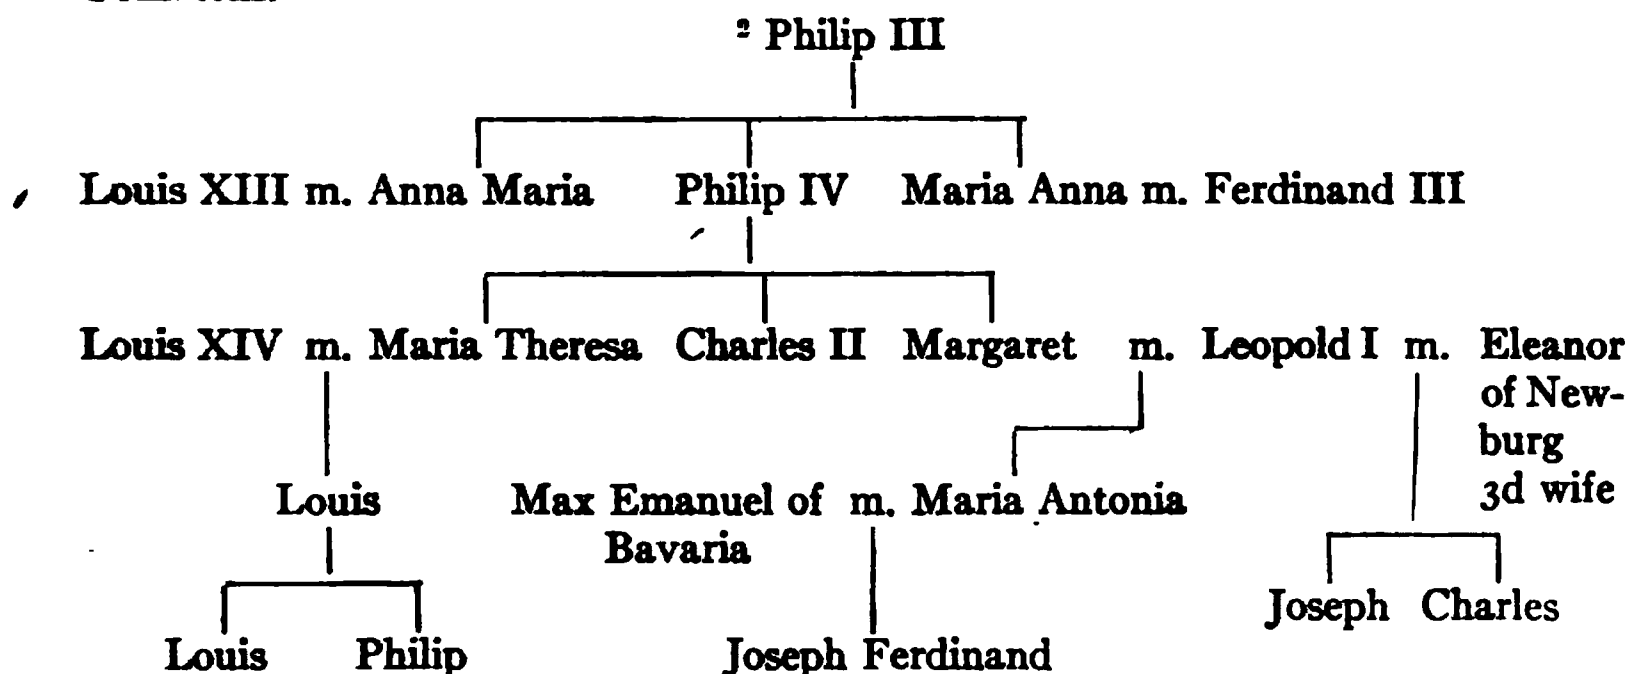 ² Philip III
Louis XIII m. Anna Maria Philip IV Maria Anna m. Ferdinand III
Louis XIV m. Maria Theresa Charles II Margaret m. Leopold I m. Eleanor
of New-
burg
3d wife
Louis Max Emanuel of m. Maria Antonia
Bavaria
Joseph Charles
Louis Philip Joseph Ferdinand